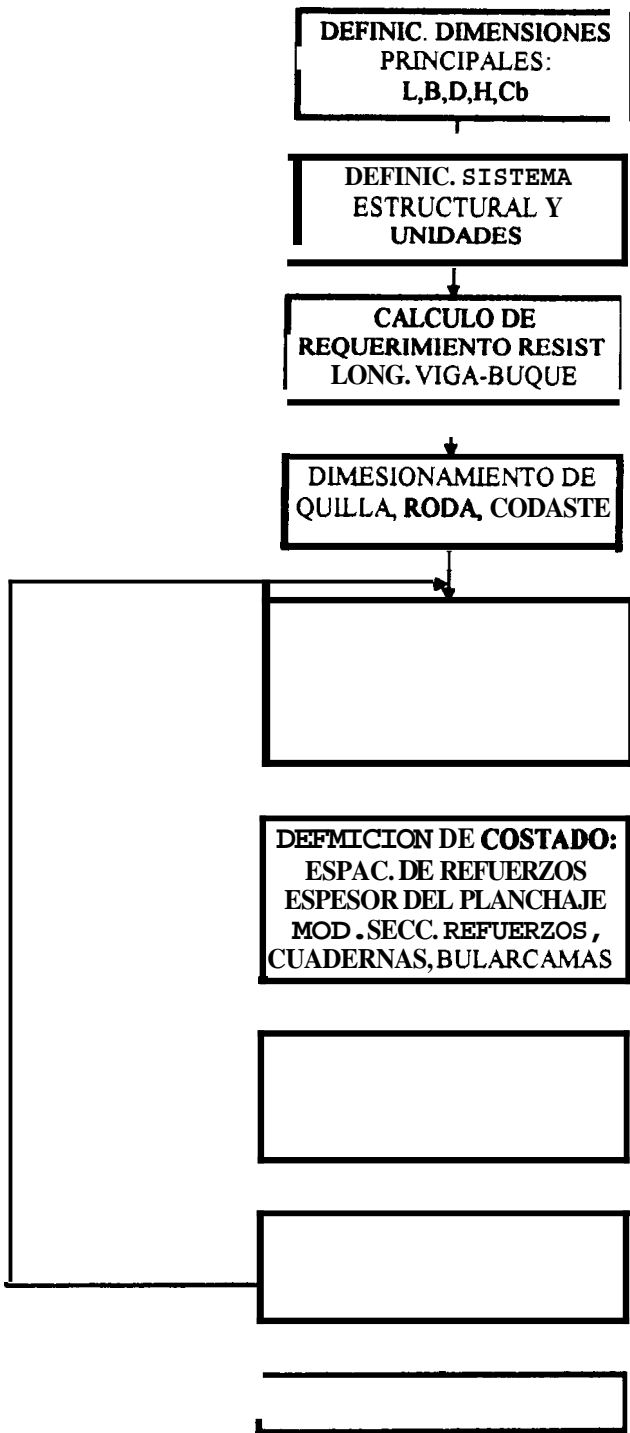 DEFINIC. DIMENSIONES
PRINCIPALES:
L,B,D,H,Cb
DEFINIC. SISTEMA
ESTRUCTURAL Y
UNIDADES
CALCULO DE
REQUERIMIENTO RESIST
LONG. VIGA-BUQUE
DIMESIONAMIENTO DE
QUILLA, RODA, CODASTE
DEFMICION DE COSTADO:
ESPAC. DE REFUERZOS
ESPESOR DEL PLANCHAJE
MOD.SECC. REFUERZOS,
CUADERNAS, BULARCAMAS